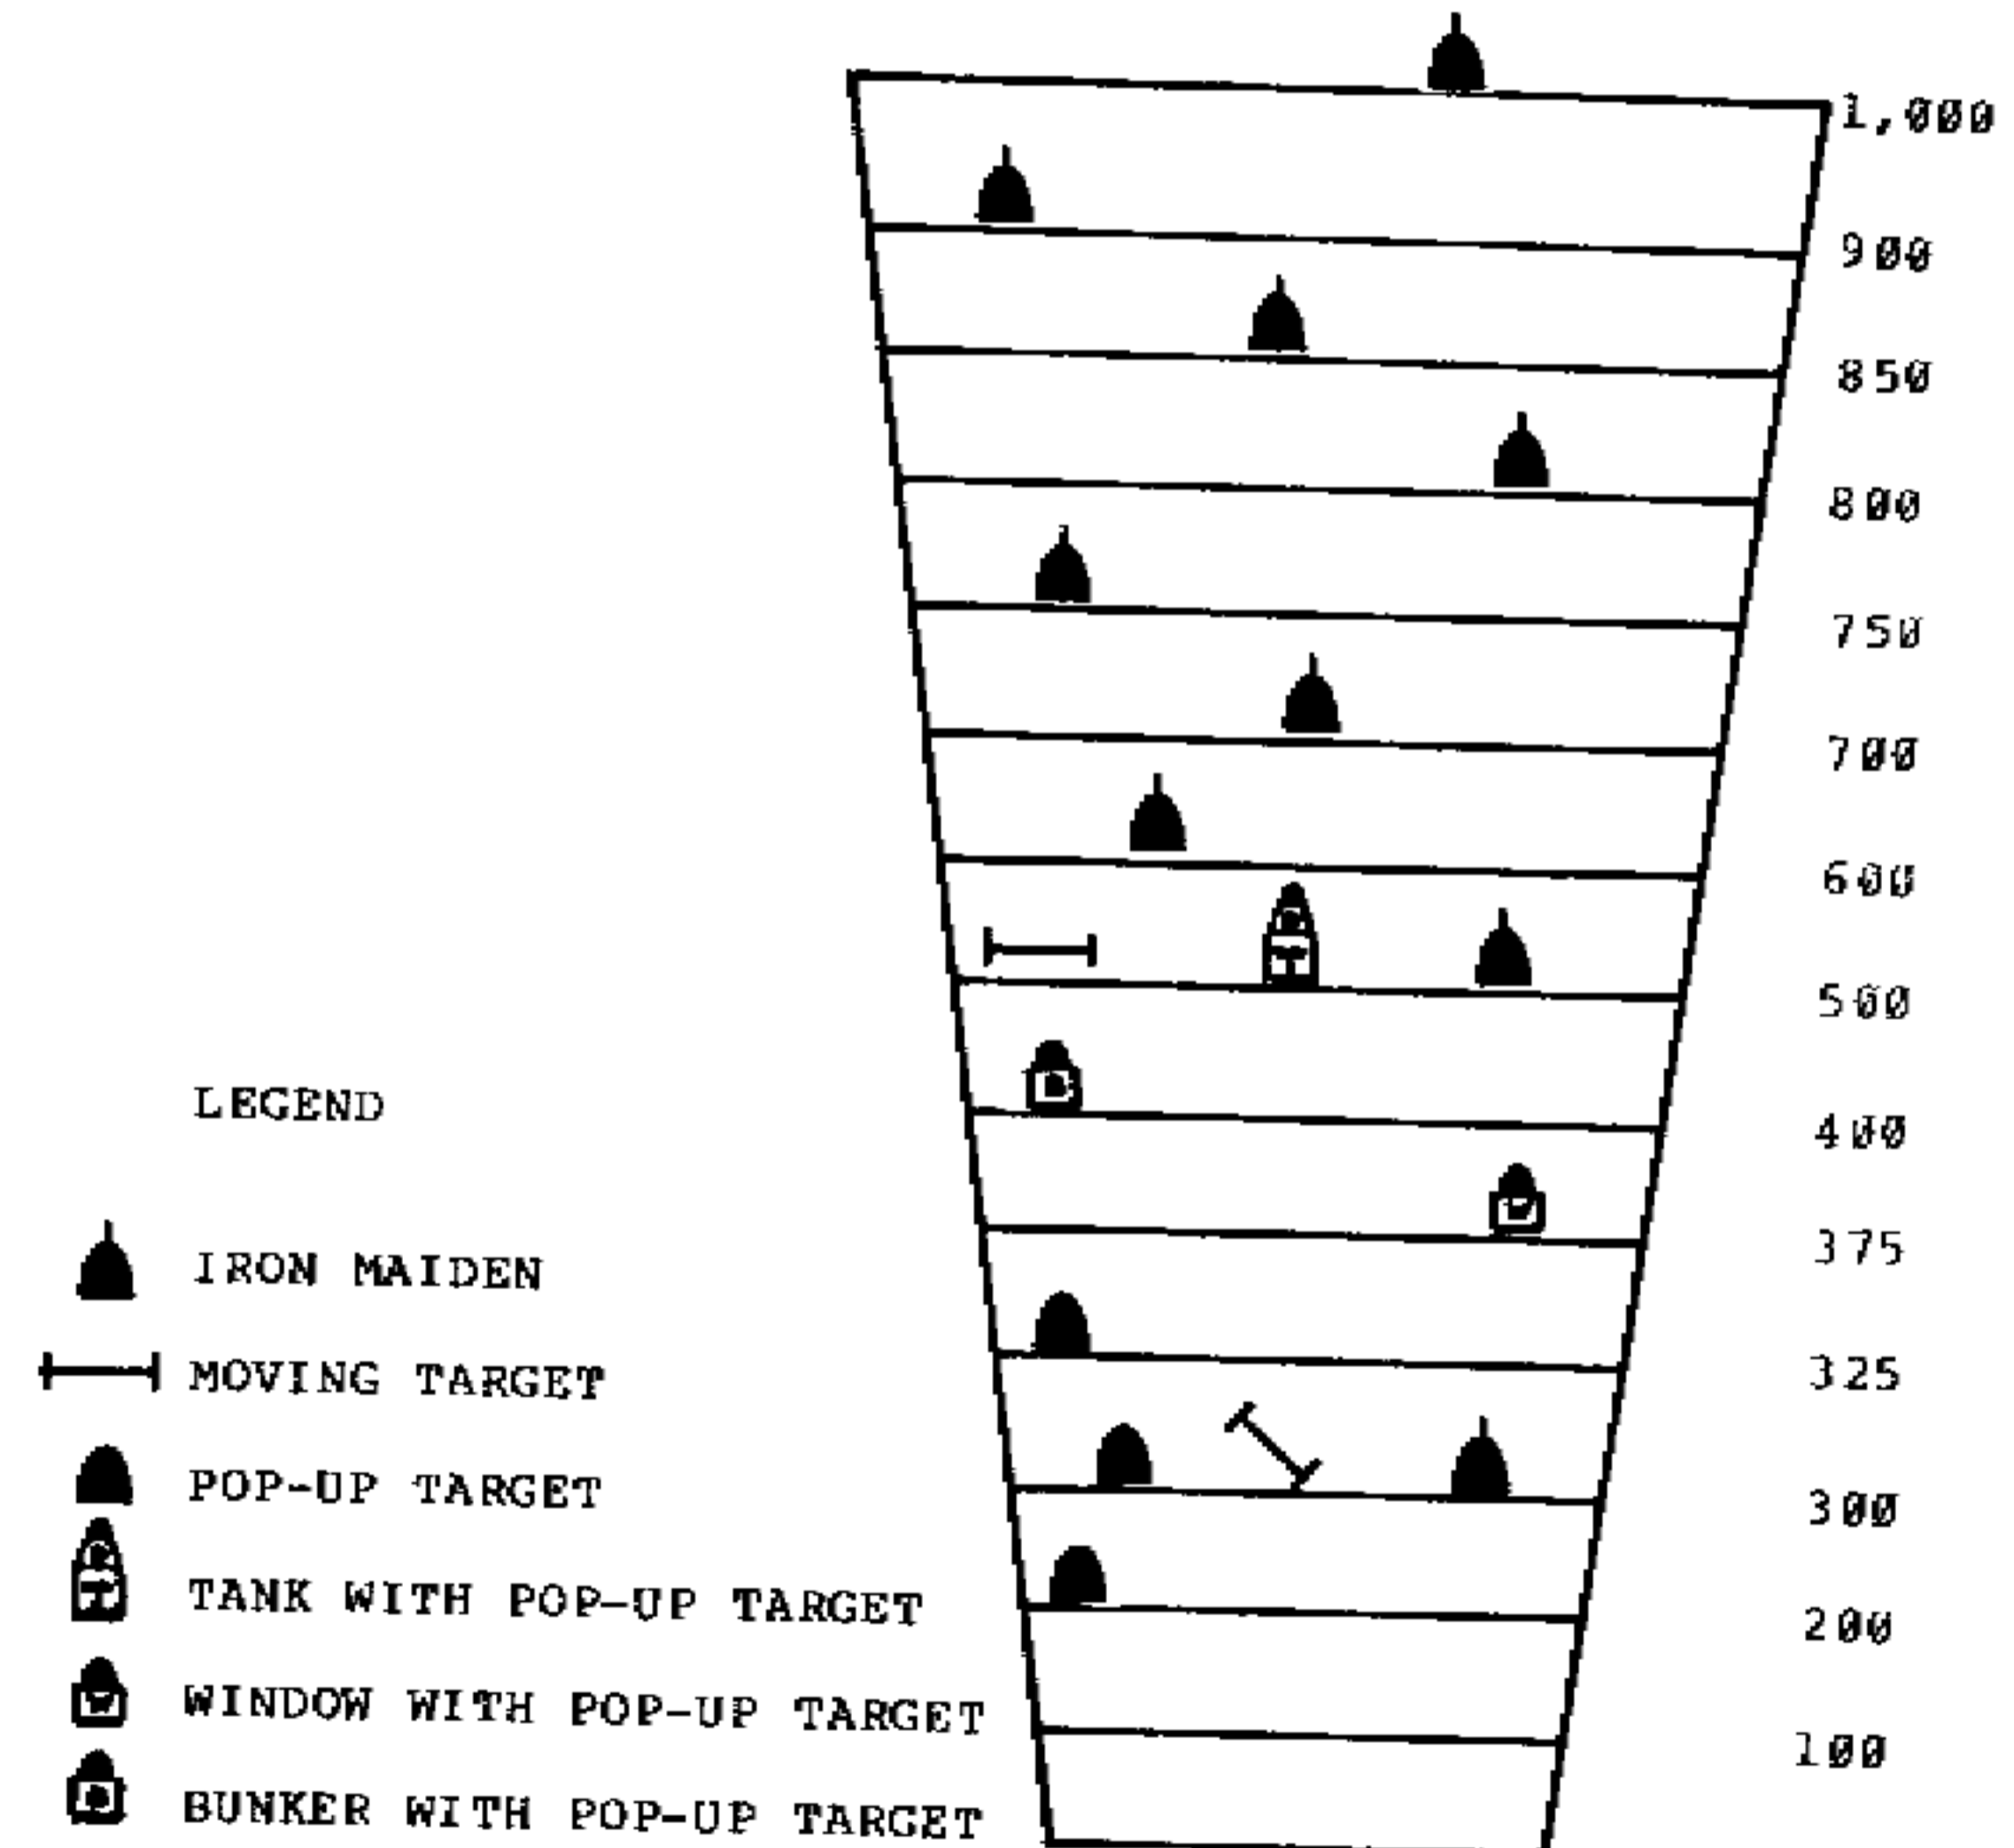 1,000
900
850
800
750
700
600
500
400
375
325
300
200
100
LEGEND
IRON MAIDEN
MOVING TARGET
POP-UP TARGET
TANK WITH POP-UP TARGET
WINDOW WITH POP-UP TARGET
BUNKER WITH POP-UP TARGET